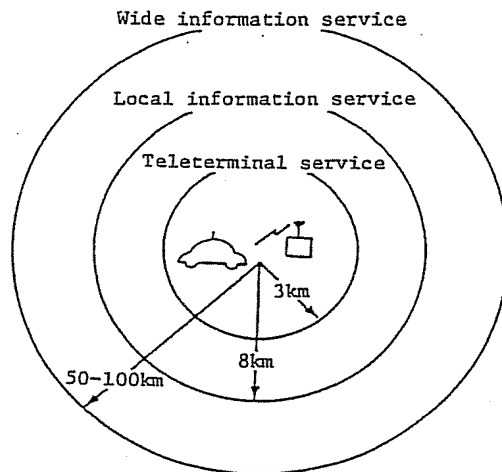 Wide information service
Local information service
Teleterminal service
3km
8km
50-100km